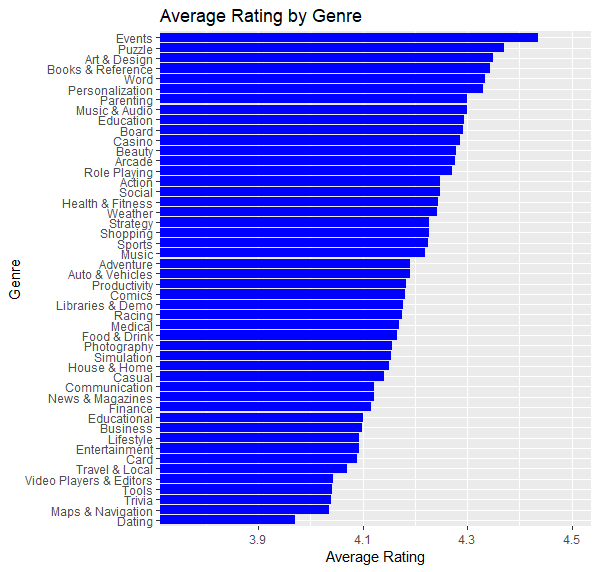 Average Rating by Genre
Genre
Events
Puzzle
Art & Design
Books & Reference
Word
Personalization
Parenting
Music & Audio
Education
Board
Casino
Beauty
Arcade
Role Playing
Action
Social
Health & Fitness
Weather
Strategy
Shopping
Sports
Music
Adventure
Auto & Vehicles
Productivity
Comics
Libraries & Demo
Racing
Medical
Food & Drink
Photography
Simulation
House & Home
Casual
Communication
News & Magazines
Finance
Educational
Business
Lifestyle
Entertainment
Card
Travel & Local
Video Players & Editors
Tools
Trivia
Maps & Navigation
Dating
3.9 4.1 4.3 4.5
Average Rating